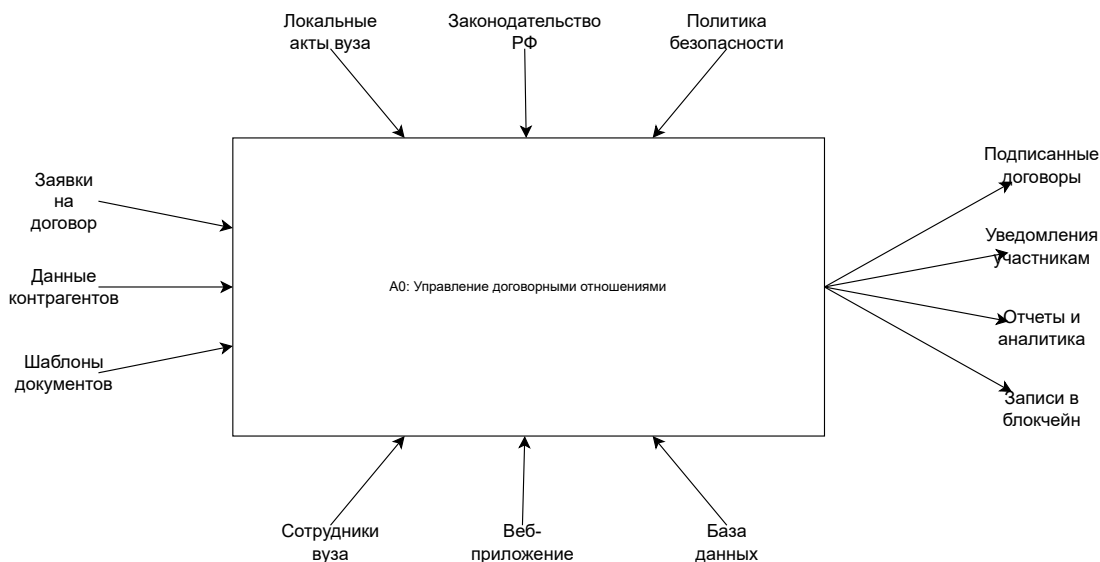 Локальные
акты вуза
Законодательство
РФ
Политика
безопасности
Заявки
на
договор
Данные
контрагентов
Шаблоны
документов
A0: Управление договорными отношениями
Подписанные
договоры
Уведомления
участникам
Отчеты и
аналитика
Записи в
блокчейн
Сотрудники
вуза
Веб-
приложение
База
данных